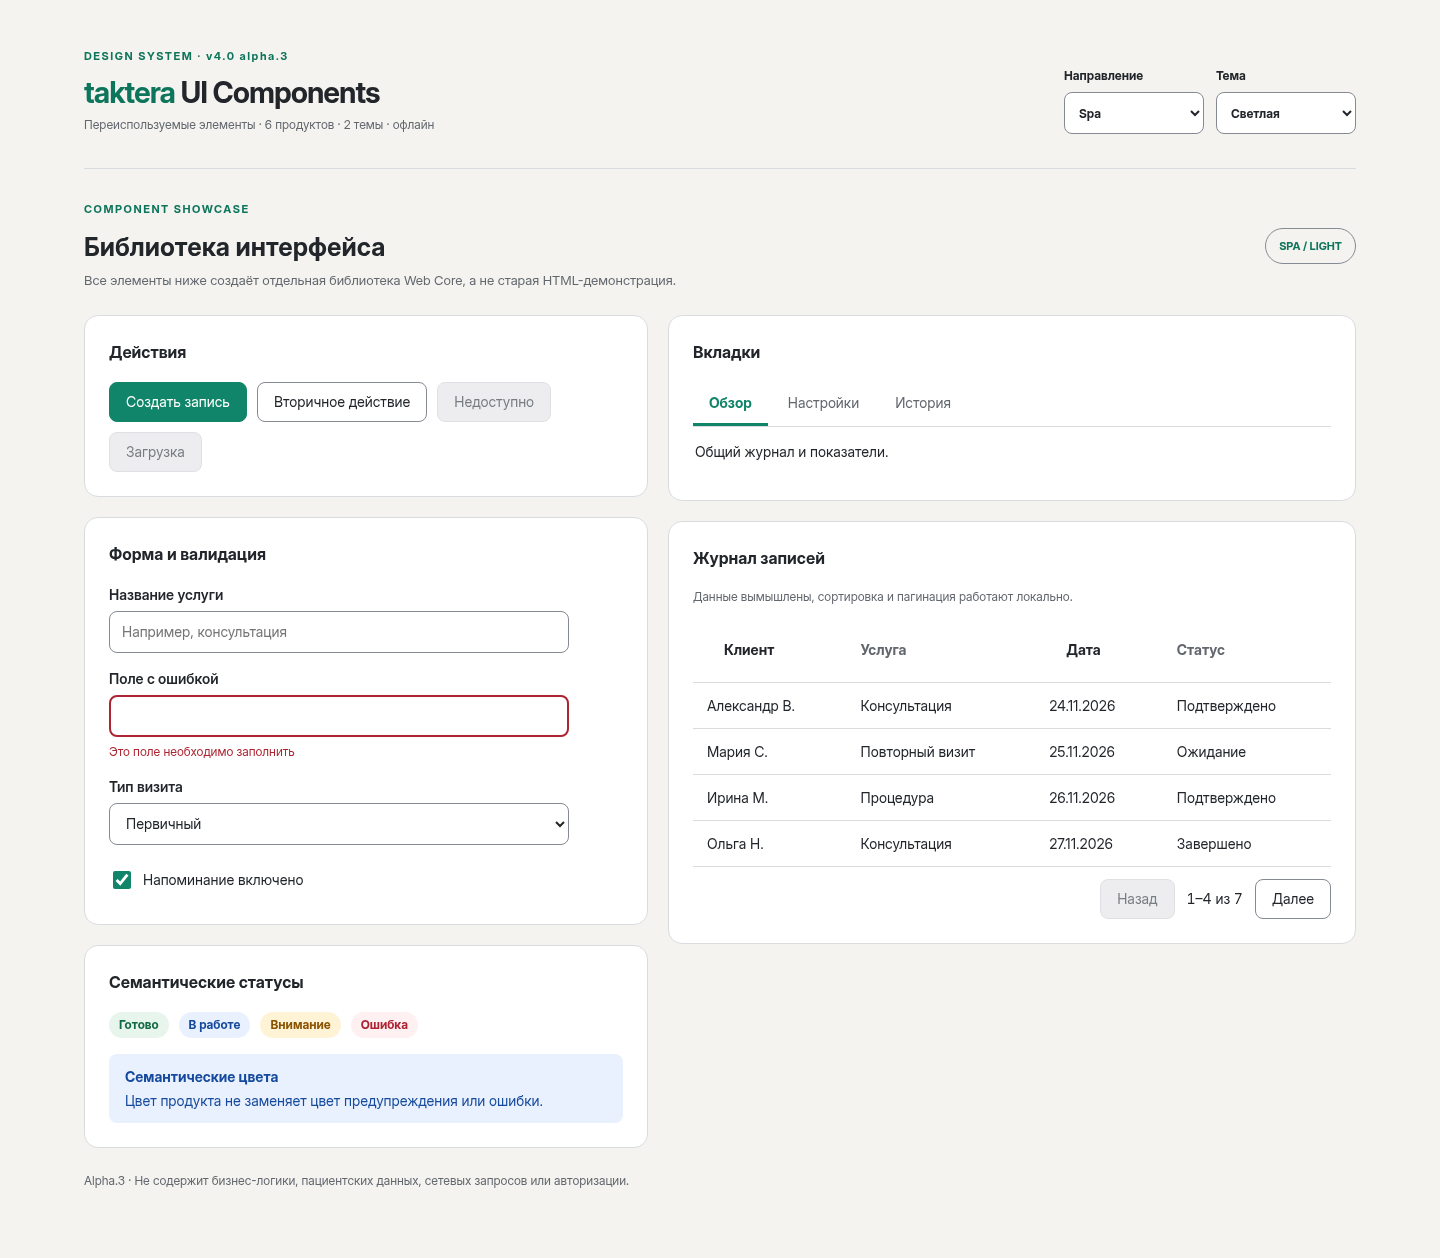 DESIGN SYSTEM · v4.0 alpha.3
taktera UI Components
Переиспользуемые элементы · 6 продуктов · 2 темы · офлайн
Направление
Тема
Spa
Светлая
COMPONENT SHOWCASE
Библиотека интерфейса
SPA / LIGHT
Все элементы ниже создаёт отдельная библиотека Web Core, а не старая HTML-демонстрация.
Действия
Создать запись
Вторичное действие
Недоступно
Загрузка
Форма и валидация
Название услуги
Например, консультация
Поле с ошибкой
Это поле необходимо заполнить
Тип визита
Первичный
Напоминание включено
Семантические статусы
Готово
В работе
Внимание
Ошибка
Семантические цвета
Цвет продукта не заменяет цвет предупреждения или ошибки.
Вкладки
Обзор
Настройки
История
Общий журнал и показатели.
Журнал записей
Данные вымышлены, сортировка и пагинация работают локально.
Клиент Услуга Дата Статус
Александр В. Консультация 24.11.2026 Подтверждено
Мария С. Повторный визит 25.11.2026 Ожидание
Ирина М. Процедура 26.11.2026 Подтверждено
Ольга Н. Консультация 27.11.2026 Завершено
Назад 1–4 из 7 Далее
Alpha.3 · Не содержит бизнес-логики, пациентских данных, сетевых запросов или авторизации.